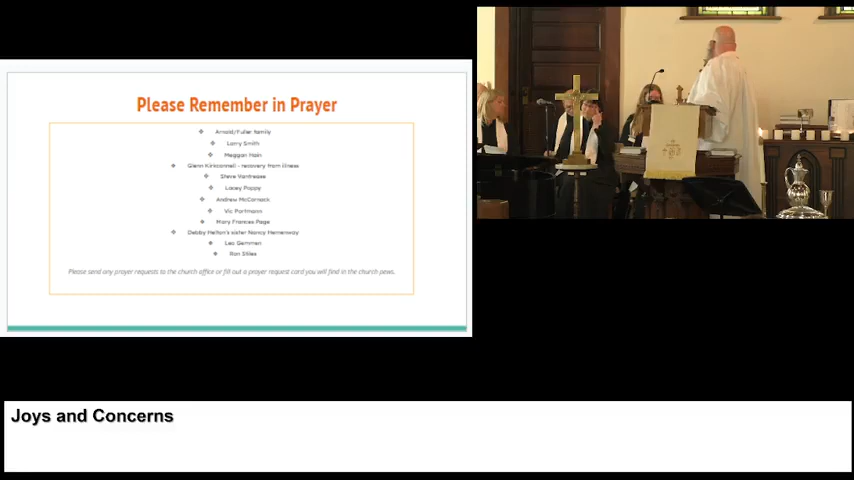 Please Remember in Prayer
Arnold/Fuller family
Larry Smith
Meggan Hain
Glenn Kirkconnell - recovery from illness
Steve Vantreese
Lacey Poppy
Andrew McCormack
Vic Portmann
Mary Frances Page
Debby Helton's sister Nancy Hemenway
Leo Gemmen
Ron Stiles
Please send any prayer requests to the church office or fill out a prayer request card you will find in the church pews.
Joys and Concerns